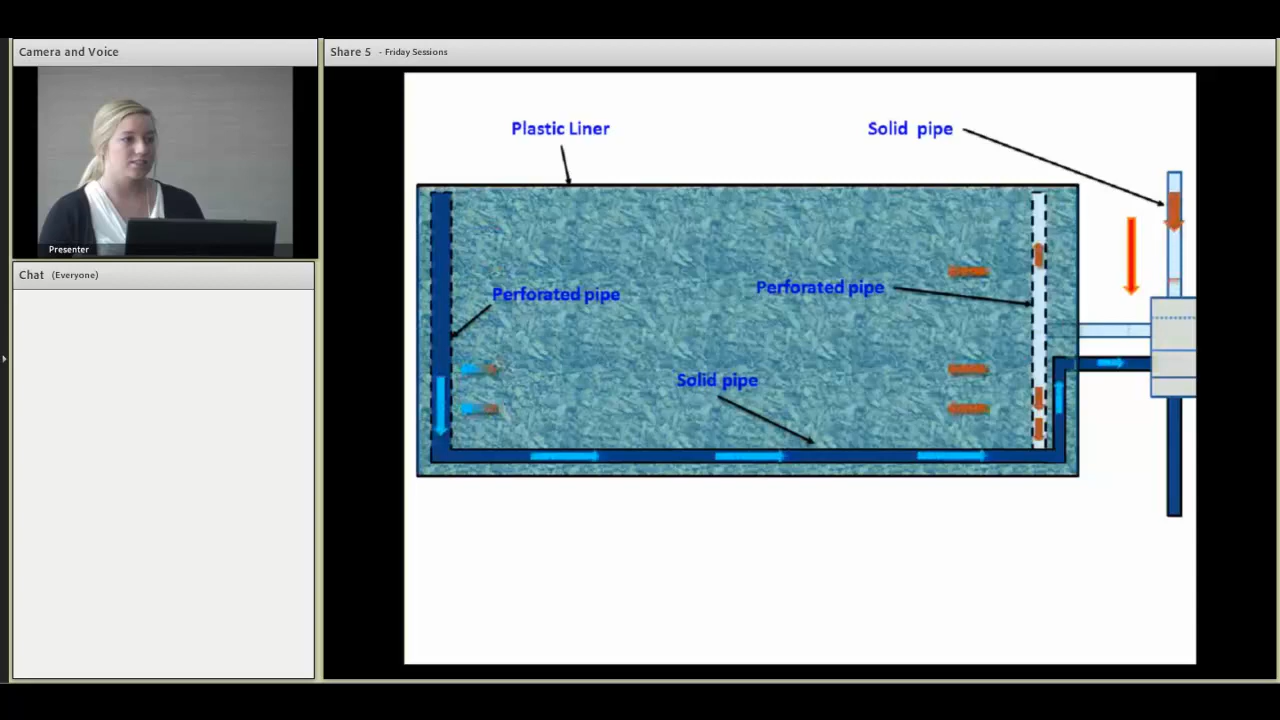 Camera and Voice
Share 5 - Friday Sessions
Presenter
Chat (Everyone)
Plastic Liner
Solid pipe
Perforated pipe
Perforated pipe
Solid pipe